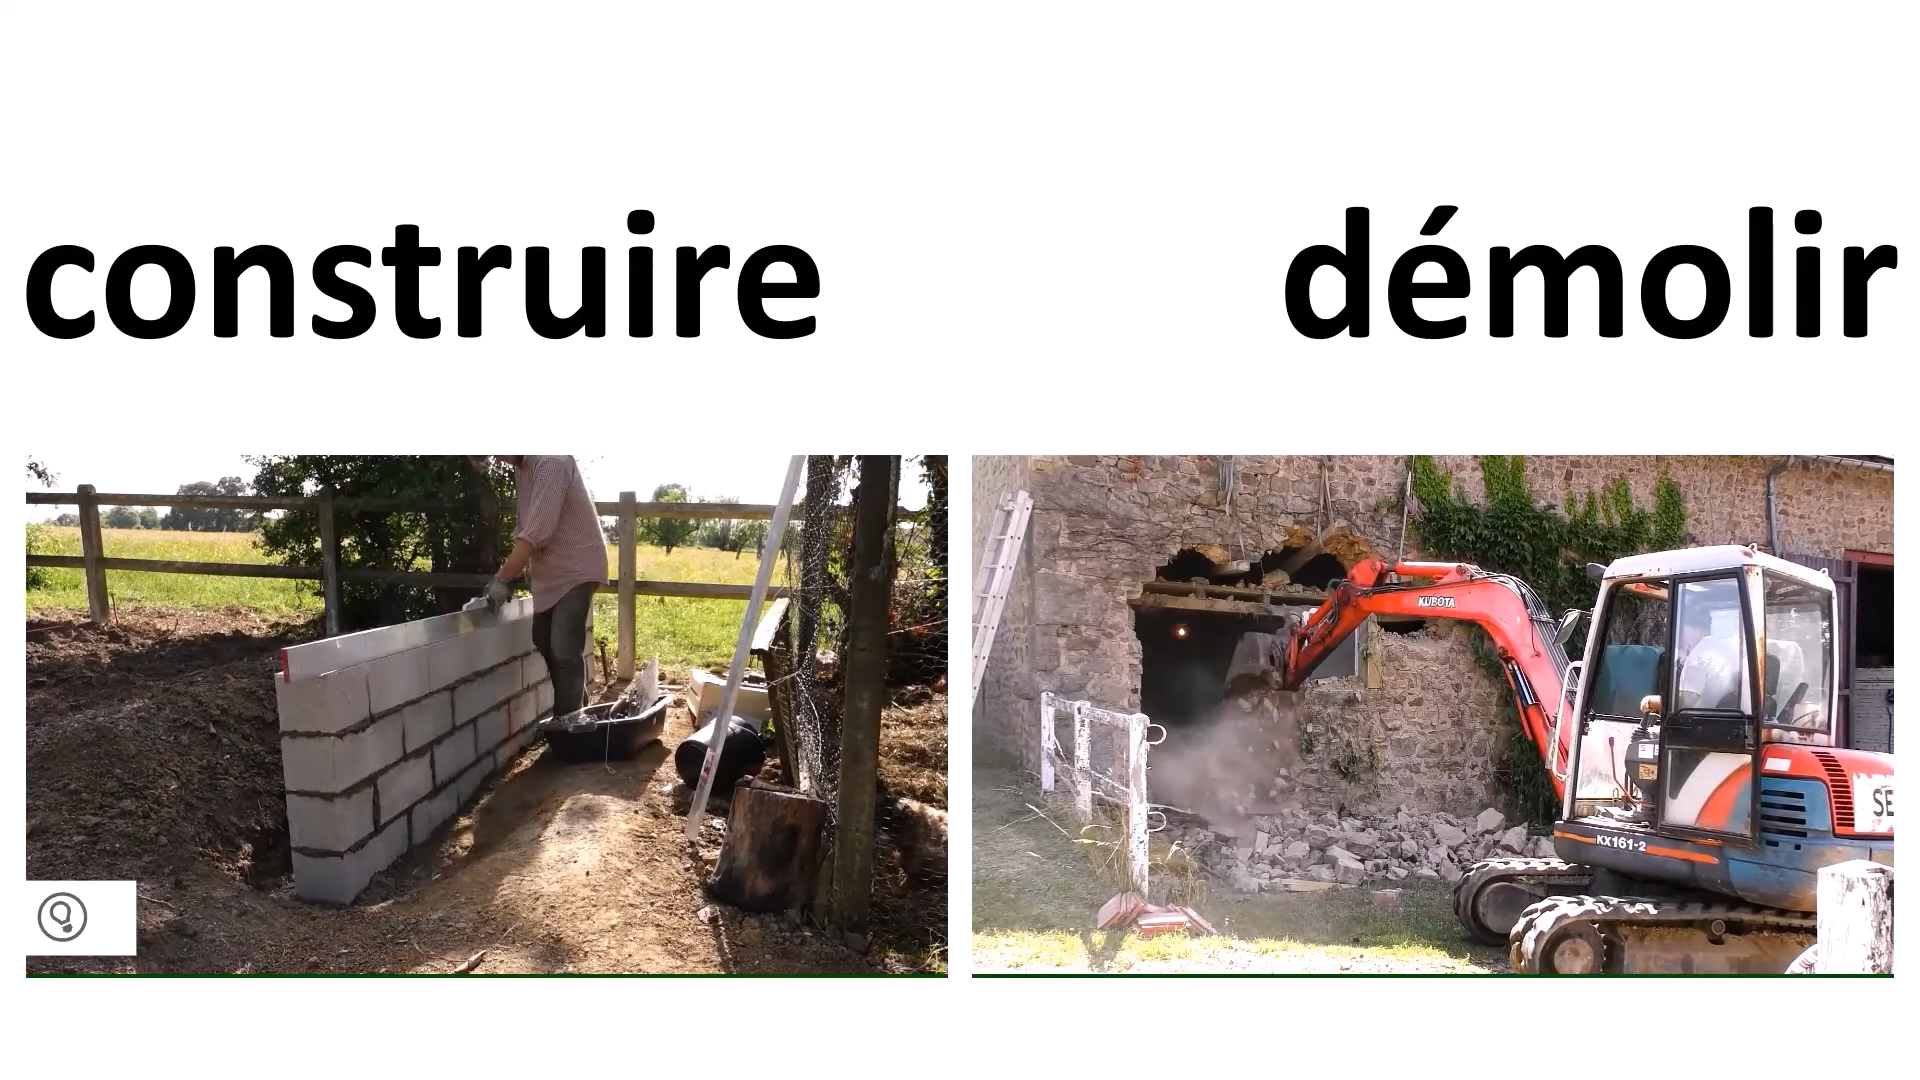 construire
démolir
KUBOTA
KX161-2
SE